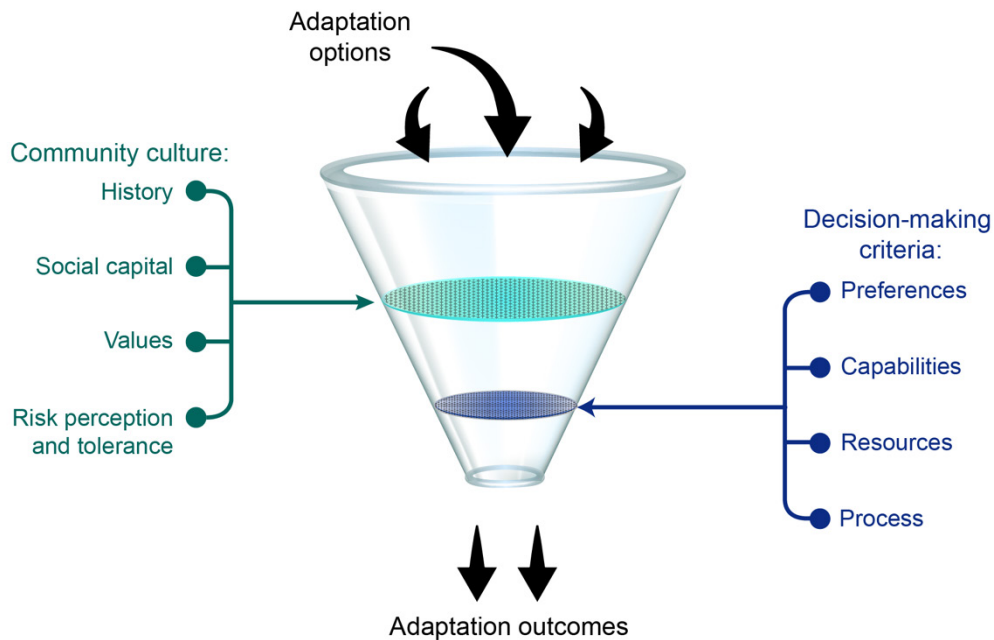 Adaptation
options
Community culture:
History
Social capital
Values
Risk perception
and tolerance
Decision-making
criteria:
Preferences
Capabilities
Resources
Process
Adaptation outcomes